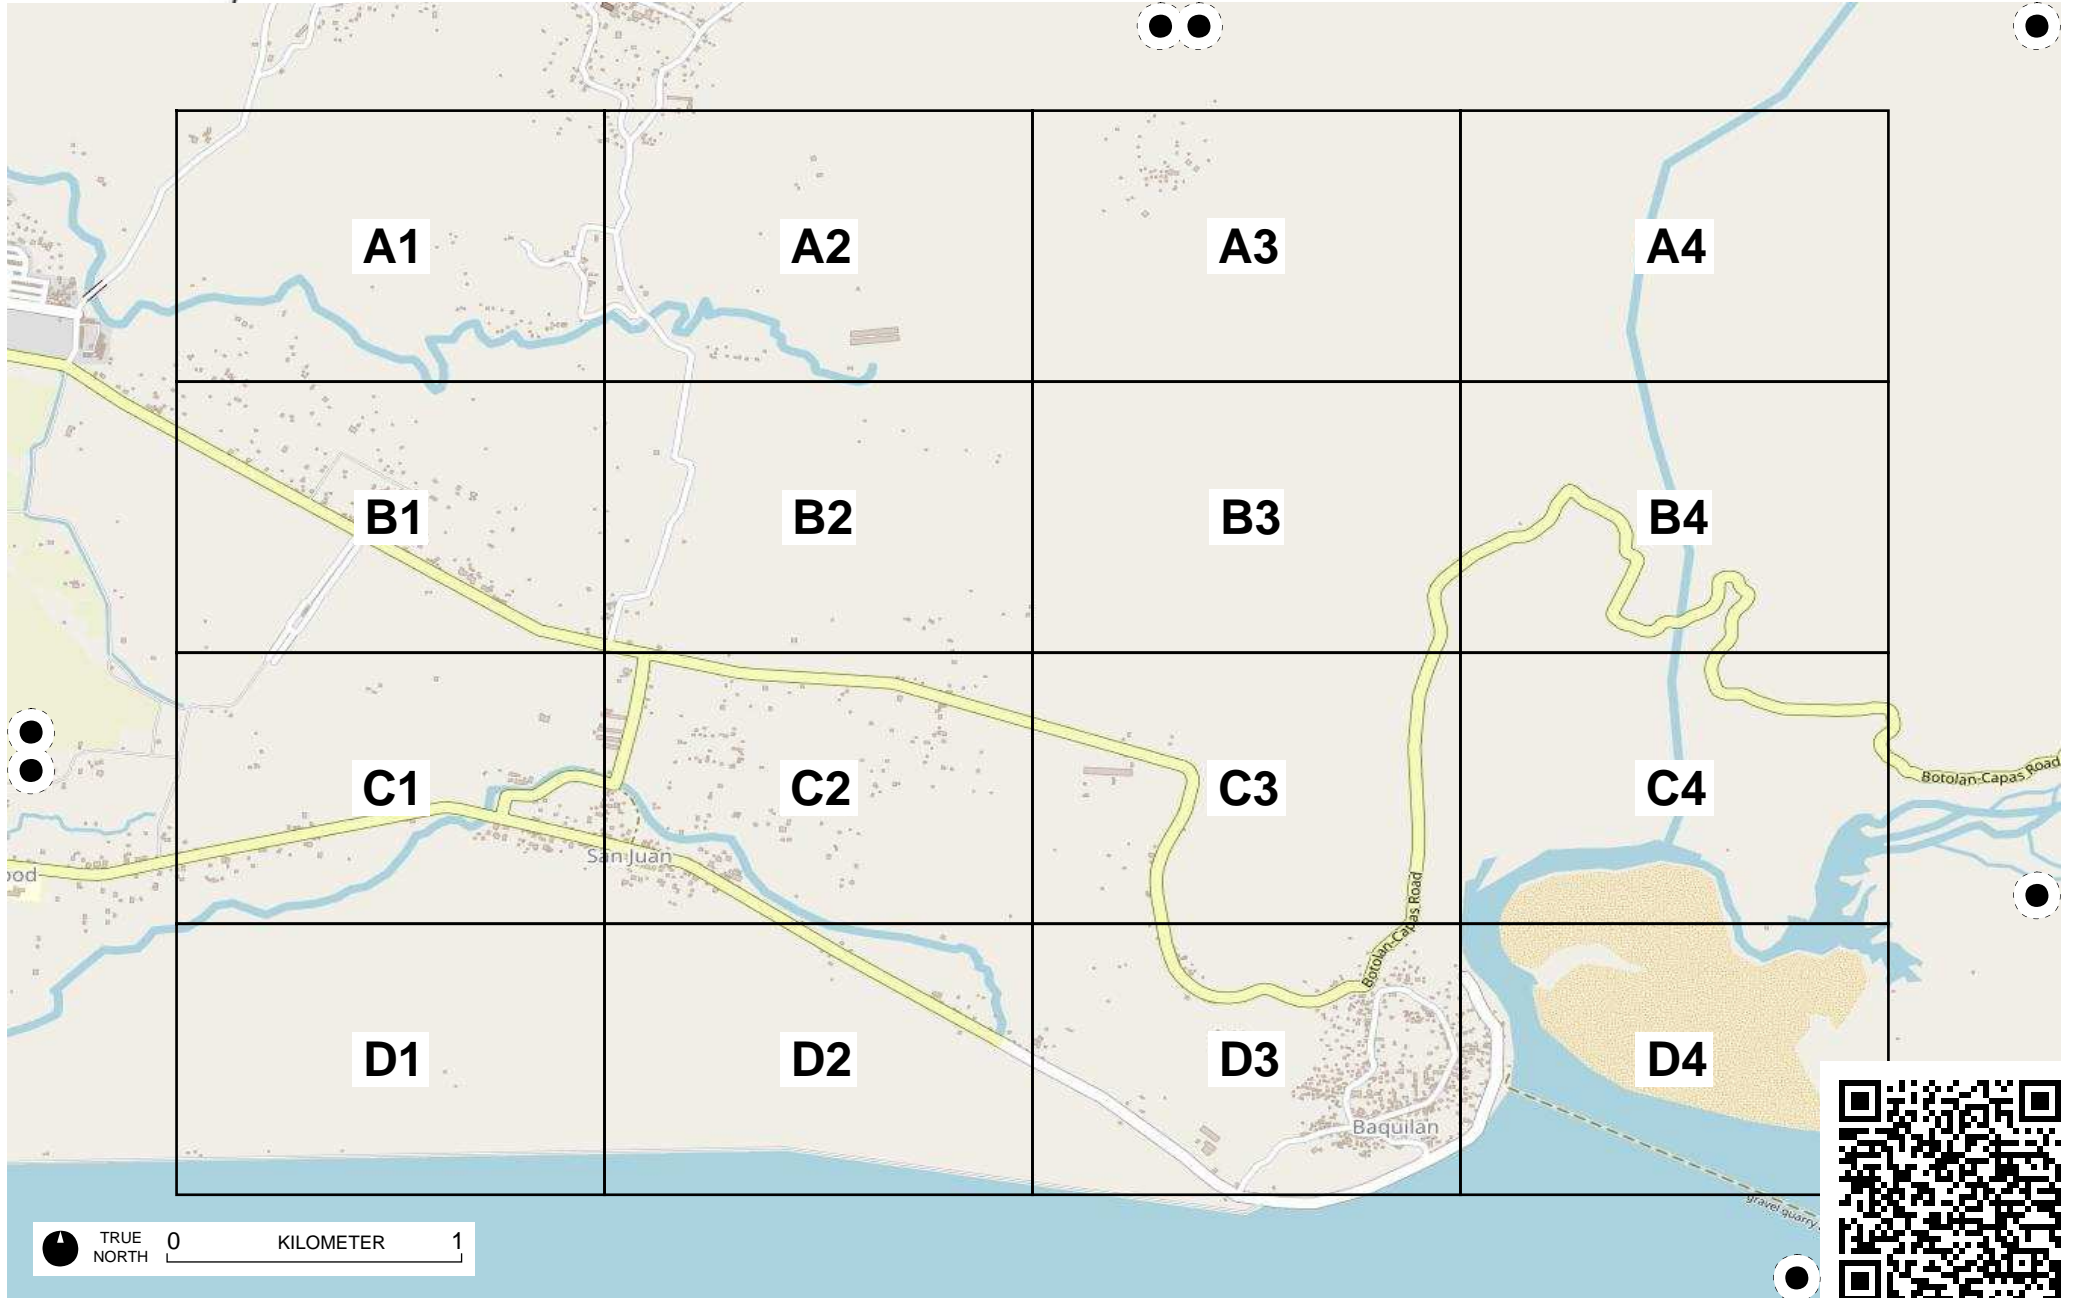 A1
A2
A3
A4
B1
B2
B3
B4
Botolan-Capas Road
C1
C2
C3
C4
San Juan
Botolan-Capas Road
D1
D2
D3
D4
Baquilan
gravel quarry
TRUE
NORTH
0
KILOMETER
1